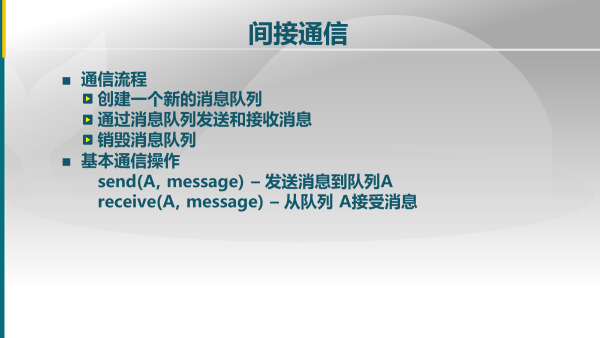 间接通信
通信流程
创建一个新的消息队列
通过消息队列发送和接收消息
销毁消息队列
基本通信操作
send(A, message) – 发送消息到队列A
receive(A, message) – 从队列 A接受消息